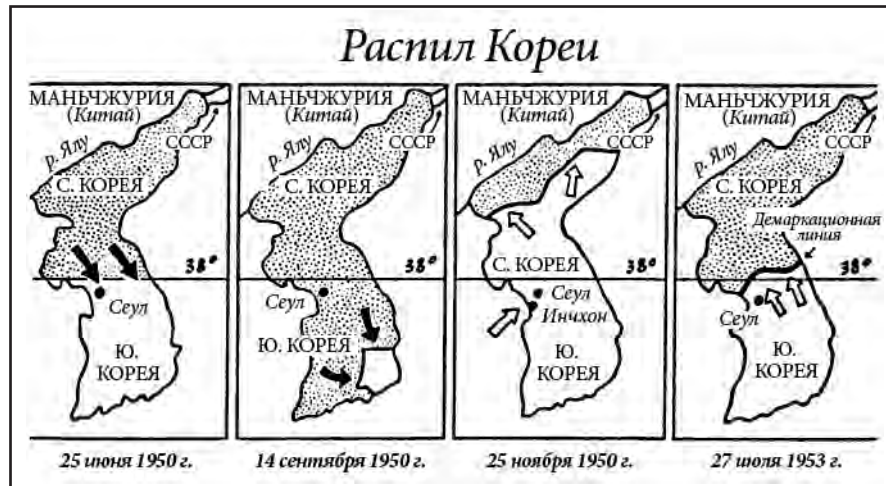 Распил Кореи
МАНЬЧЖУРИЯ
(Китай)
СССР
р. Ялу
С. КОРЕЯ
38°
Сеул
Ю.
КОРЕЯ
25 июня 1950 г.
МАНЬЧЖУРИЯ
(Китай)
СССР
р. Ялу
С. КОРЕЯ
38°
Сеул
Ю. КОРЕЯ
14 сентября 1950 г.
МАНЬЧЖУРИЯ
(Китай)
СССР
р. Ялу
С. КОРЕЯ
38°
Сеул
Инчхон
Ю.
КОРЕЯ
25 ноября 1950 г.
МАНЬЧЖУРИЯ
(Китай)
СССР
р. Ялу
С. КОРЕЯ
Демаркационная
линия
38°
Сеул
Ю.
КОРЕЯ
27 июля 1953 г.